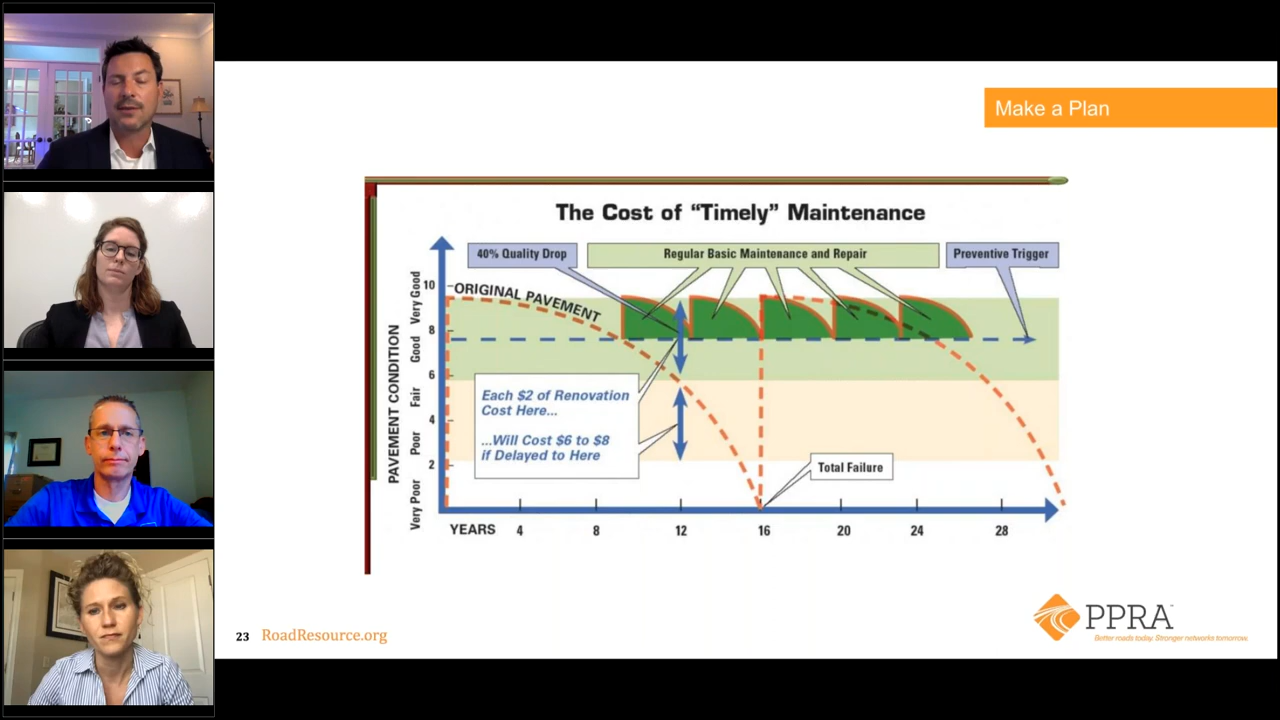 Make a Plan
The Cost of “Timely” Maintenance
40% Quality Drop
Regular Basic Maintenance and Repair
Preventive Trigger
ORIGINAL PAVEMENT
PAVEMENT CONDITION
Very Good
Good
Fair
Poor
Very Poor
10
8
6
4
2
Each $2 of Renovation
Cost Here...
...Will Cost $6 to $8
if Delayed to Here
Total Failure
YEARS 4 8 12 16 20 24 28
23 RoadResource.org
PPRA
Better roads today. Stronger networks tomorrow.